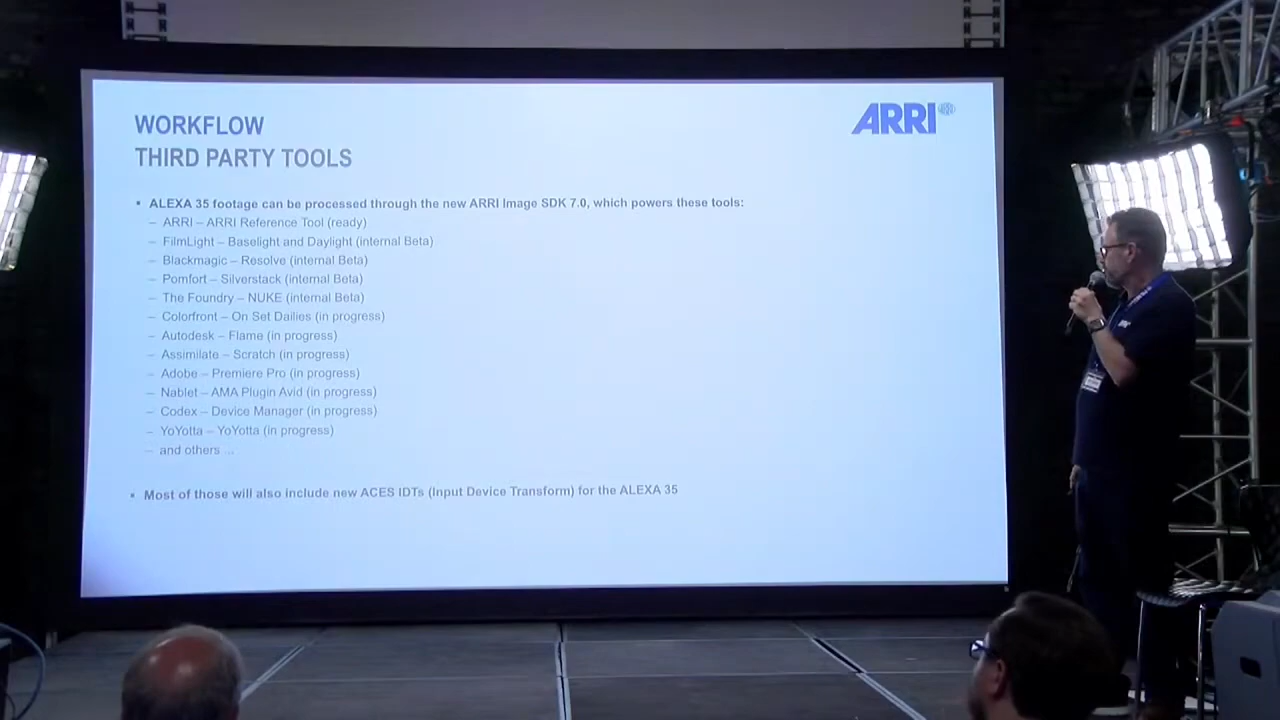 WORKFLOW
THIRD PARTY TOOLS
ARRI
▪ ALEXA 35 footage can be processed through the new ARRI Image SDK 7.0, which powers these tools:
– ARRI – ARRI Reference Tool (ready)
– FilmLight – Baselight and Daylight (internal Beta)
– Blackmagic – Resolve (internal Beta)
– Pomfort – Silverstack (internal Beta)
– The Foundry – NUKE (internal Beta)
– Colorfront – On Set Dailies (in progress)
– Autodesk – Flame (in progress)
– Assimilate – Scratch (in progress)
– Adobe – Premiere Pro (in progress)
– Nablet – AMA Plugin Avid (in progress)
– Codex – Device Manager (in progress)
– YoYotta – YoYotta (in progress)
– and others ...
▪ Most of those will also include new ACES IDTs (Input Device Transform) for the ALEXA 35